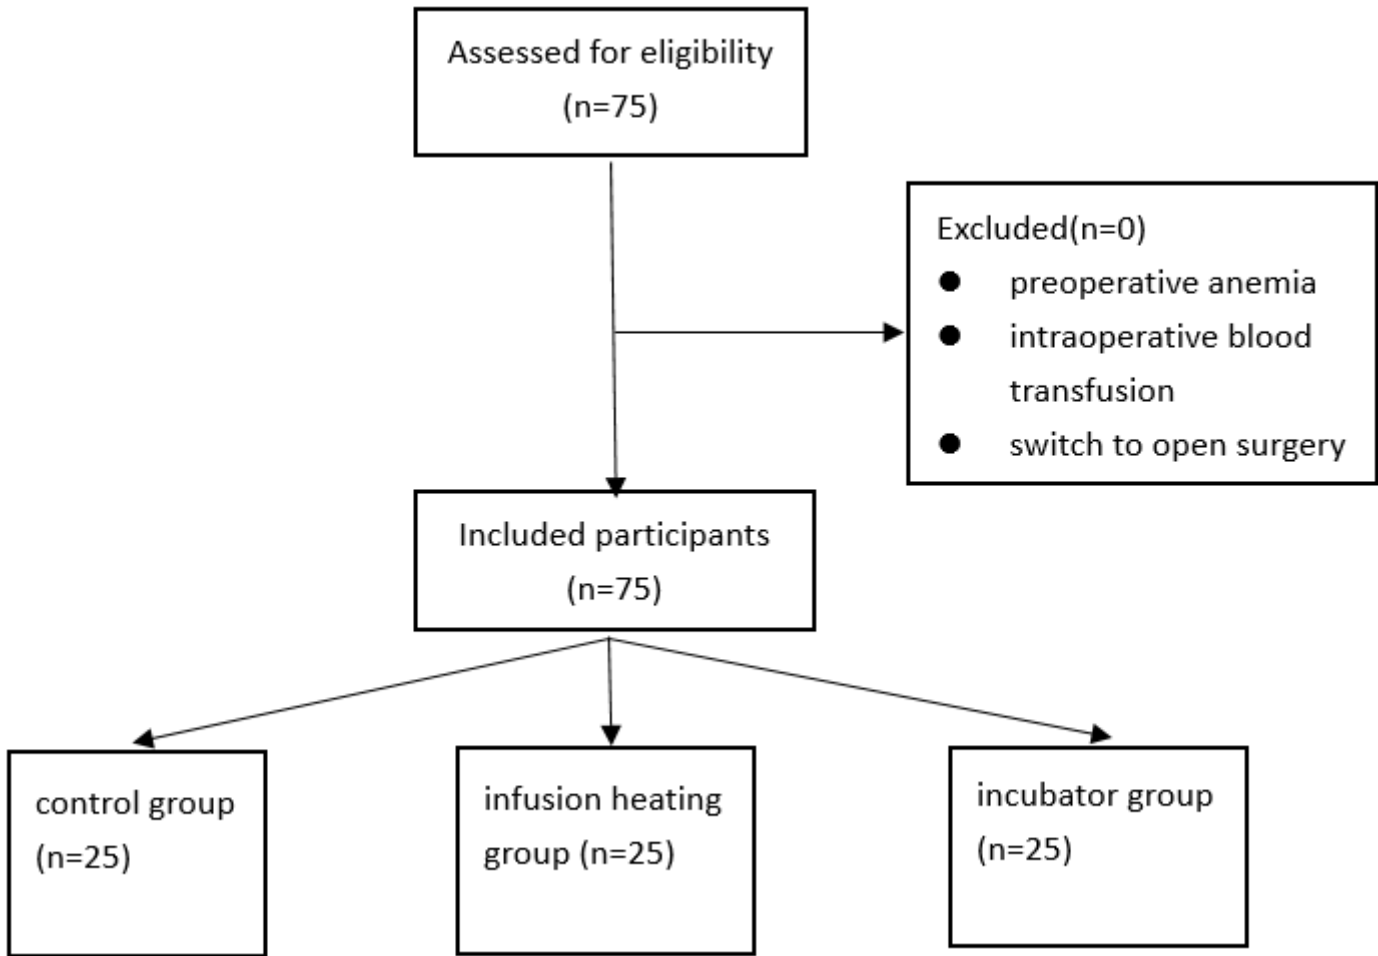 Assessed for eligibility
(n=75)
Excluded(n=0)
● preoperative anemia
● intraoperative blood
transfusion
● switch to open surgery
Included participants
(n=75)
control group
(n=25)
infusion heating
group (n=25)
incubator group
(n=25)